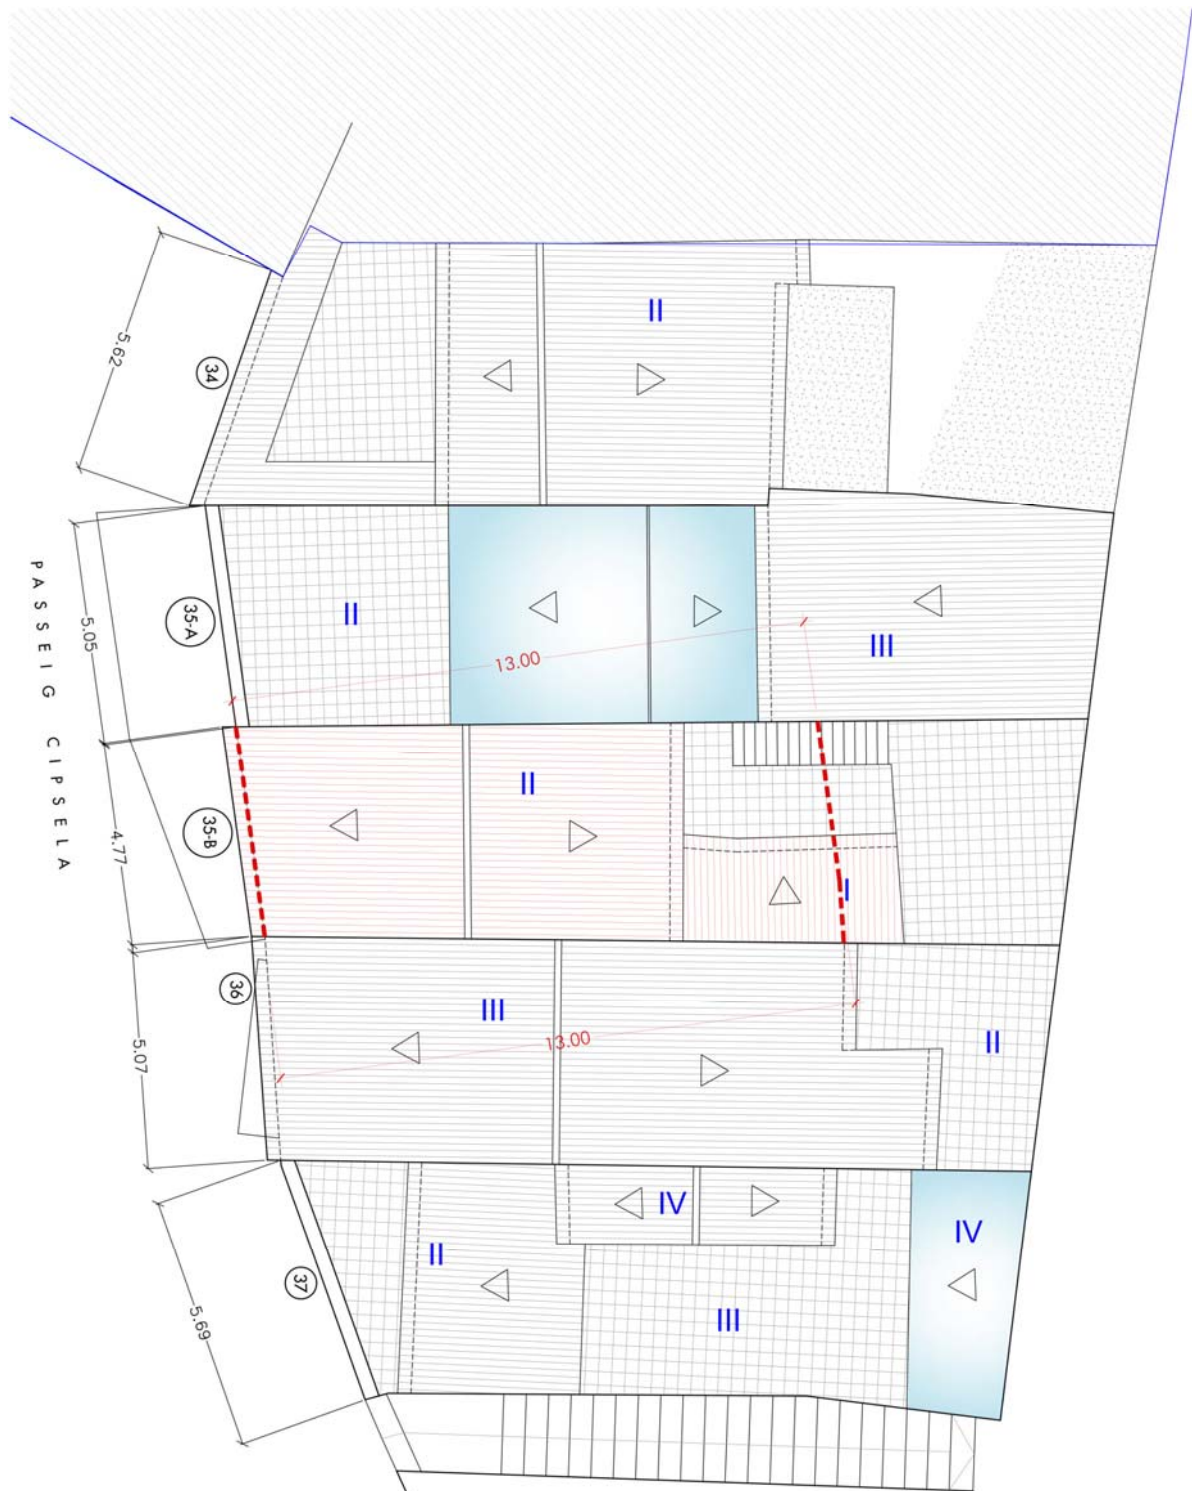 II
5.62
34
PASSEIG CIPSELA
35-A
5.05
II
13.00
III
II
35-B
4.77
I
36
III
13.00
II
5.07
IV
IV
II
37
III
5.69